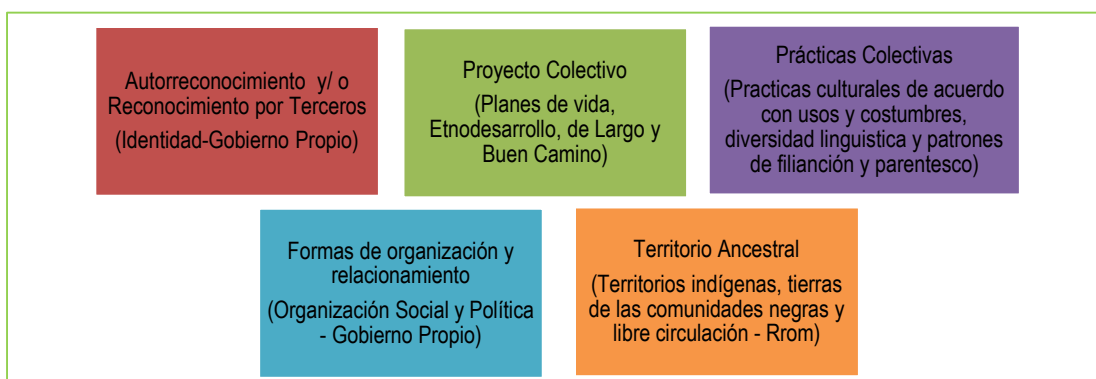 Autorreconocimiento y/ o
Reconocimiento por Terceros
(Identidad-Gobierno Propio)
Proyecto Colectivo
(Planes de vida,
Etnodesarrollo, de Largo y
Buen Camino)
Prácticas Colectivas
(Practicas culturales de acuerdo
con usos y costumbres,
diversidad linguistica y patrones
de filianción y parentesco)
Formas de organización y
relacionamiento
(Organización Social y Política
- Gobierno Propio)
Territorio Ancestral
(Territorios indígenas, tierras
de las comunidades negras y
libre circulación - Rrom)